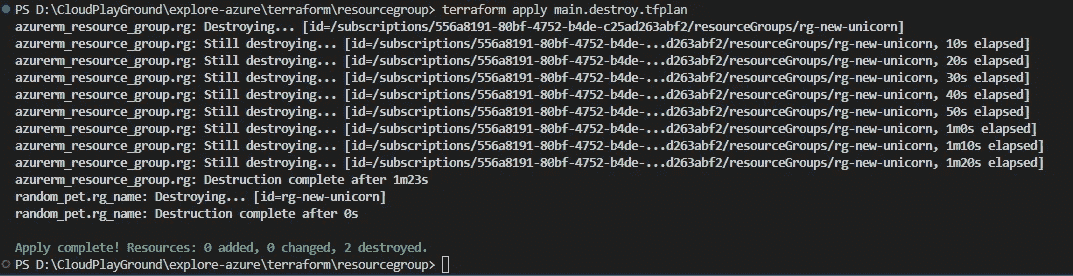 PS D:\CloudPlayGround\explore-azure\terraform\resourcegroup> terraform apply main.destroy.tfplan
azurerm_resource_group.rg: Destroying... [id=/subscriptions/556a8191-80bf-4752-b4de-c25ad263abf2/resourceGroups/rg-new-unicorn]
azurerm_resource_group.rg: Still destroying... [id=/subscriptions/556a8191-80bf-4752-b4de-...d263abf2/resourceGroups/rg-new-unicorn, 10s elapsed]
azurerm_resource_group.rg: Still destroying... [id=/subscriptions/556a8191-80bf-4752-b4de-...d263abf2/resourceGroups/rg-new-unicorn, 20s elapsed]
azurerm_resource_group.rg: Still destroying... [id=/subscriptions/556a8191-80bf-4752-b4de-...d263abf2/resourceGroups/rg-new-unicorn, 30s elapsed]
azurerm_resource_group.rg: Still destroying... [id=/subscriptions/556a8191-80bf-4752-b4de-...d263abf2/resourceGroups/rg-new-unicorn, 40s elapsed]
azurerm_resource_group.rg: Still destroying... [id=/subscriptions/556a8191-80bf-4752-b4de-...d263abf2/resourceGroups/rg-new-unicorn, 50s elapsed]
azurerm_resource_group.rg: Still destroying... [id=/subscriptions/556a8191-80bf-4752-b4de-...d263abf2/resourceGroups/rg-new-unicorn, 1m0s elapsed]
azurerm_resource_group.rg: Still destroying... [id=/subscriptions/556a8191-80bf-4752-b4de-...d263abf2/resourceGroups/rg-new-unicorn, 1m10s elapsed]
azurerm_resource_group.rg: Still destroying... [id=/subscriptions/556a8191-80bf-4752-b4de-...d263abf2/resourceGroups/rg-new-unicorn, 1m20s elapsed]
azurerm_resource_group.rg: Destruction complete after 1m23s
random_pet.rg_name: Destroying... [id=rg-new-unicorn]
random_pet.rg_name: Destruction complete after 0s
Apply complete! Resources: 0 added, 0 changed, 2 destroyed.
PS D:\CloudPlayGround\explore-azure\terraform\resourcegroup>